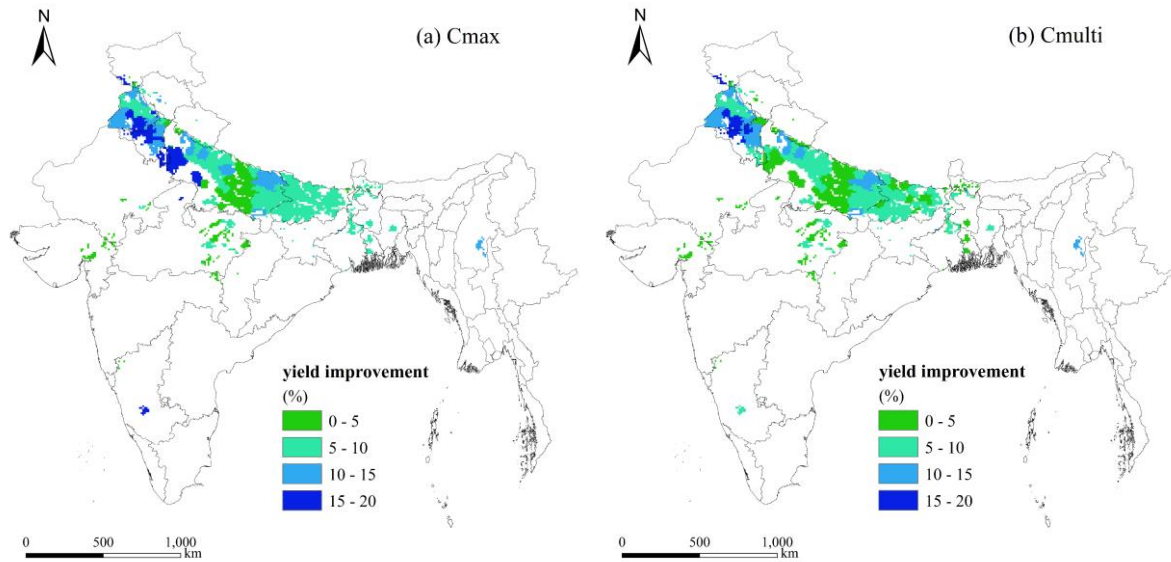 N
(a) Cmax
yield improvement
(%)
0 - 5
5 - 10
10 - 15
15 - 20
0 500 1,000
km
N
(b) Cmulti
yield improvement
(%)
0 - 5
5 - 10
10 - 15
15 - 20
0 500 1,000
km